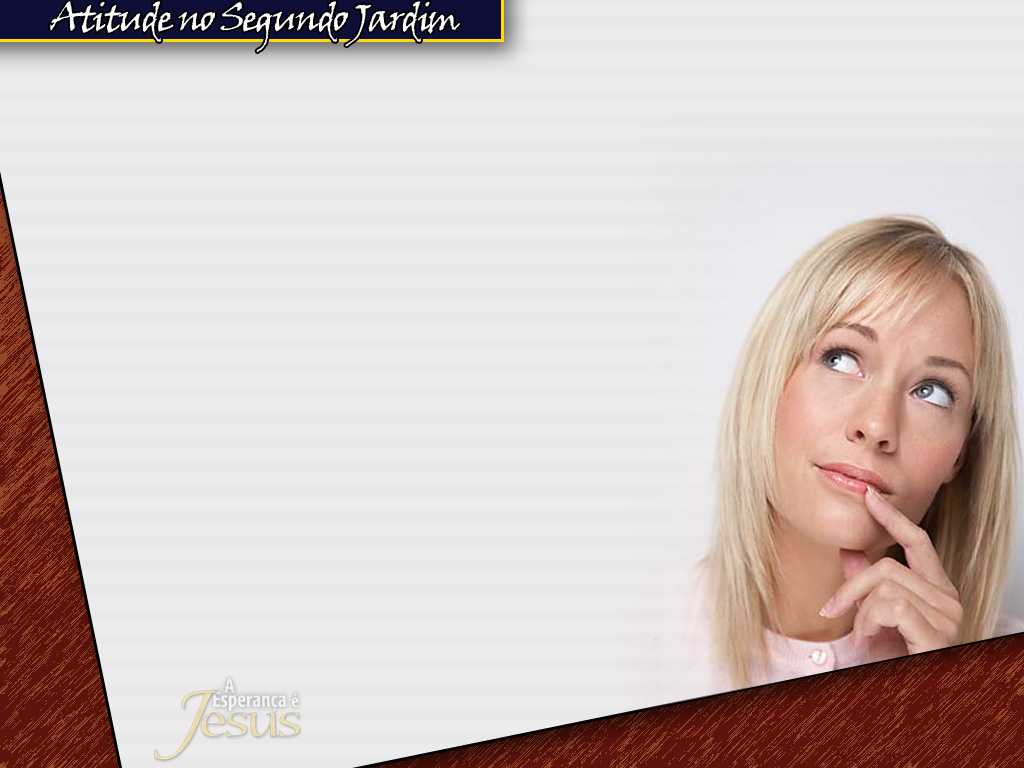 Atitude no Segundo Jardim
A
Esperança é
Jesus